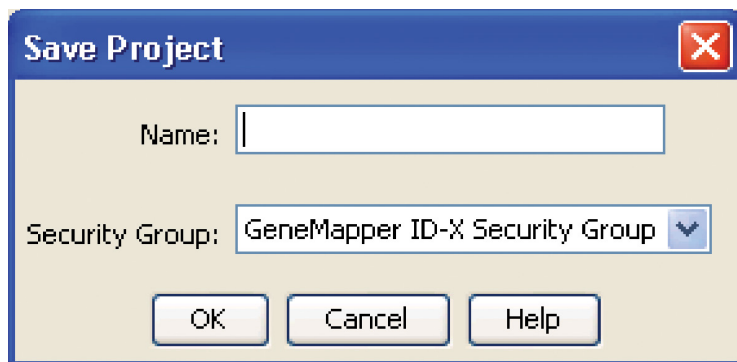 Save Project
Name:
Security Group: GeneMapper ID-X Security Group
OK Cancel Help